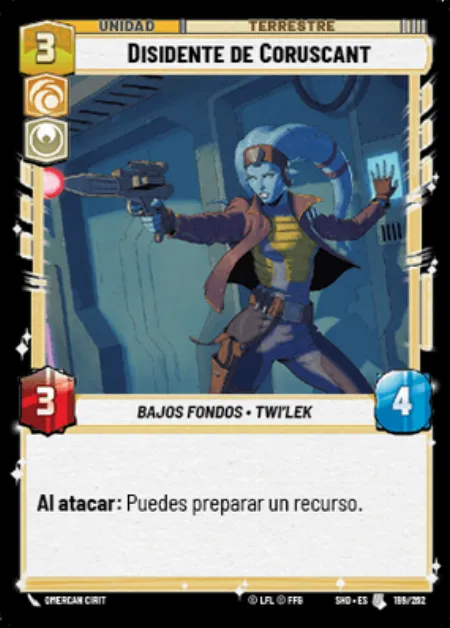 UNIDAD TERRESTRE
3 DISIDENTE DE CORUSCANT
3 BAJOS FONDOS • TWI'LEK 4
Al atacar: Puedes preparar un recurso.
OMERCAN CIRIT © LFL © FFG SHD • ES 199/262